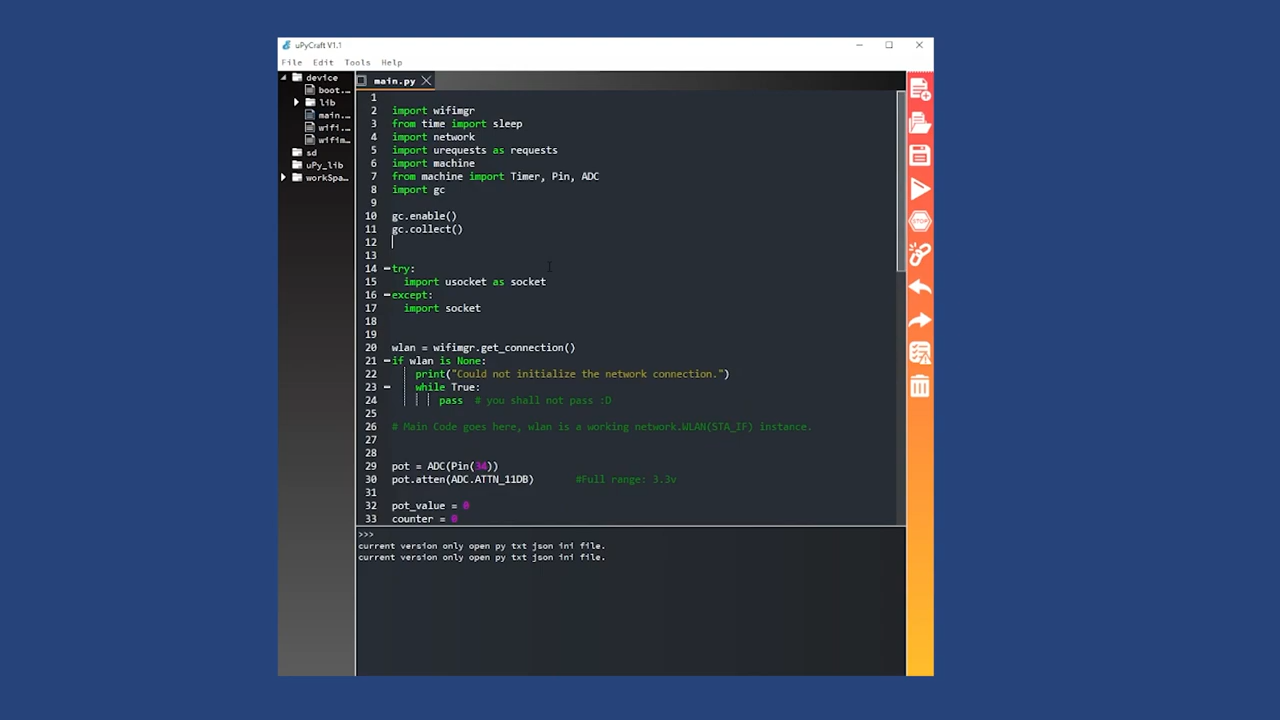 uPyCraft V1.1
File Edit Tools Help
device
boot...
lib
main...
wifi...
wifim...
sd
uPy_lib
workSpa...
main.py
1
2 import wifimgr
3 from time import sleep
4 import network
5 import urequests as requests
6 import machine
7 from machine import Timer, Pin, ADC
8 import gc
9
10 gc.enable()
11 gc.collect()
12
13
14 try:
15 import usocket as socket
16 except:
17 import socket
18
19
20 wlan = wifimgr.get_connection()
21 if wlan is None:
22 print("Could not initialize the network connection.")
23 while True:
24 pass # you shall not pass :D
25
26 # Main Code goes here, wlan is a working network.WLAN(STA_IF) instance.
27
28
29 pot = ADC(Pin(34))
30 pot.atten(ADC.ATTN_11DB) #Full range: 3.3v
31
32 pot_value = 0
33 counter = 0
>>>
current version only open py txt json ini file.
current version only open py txt json ini file.
STOP